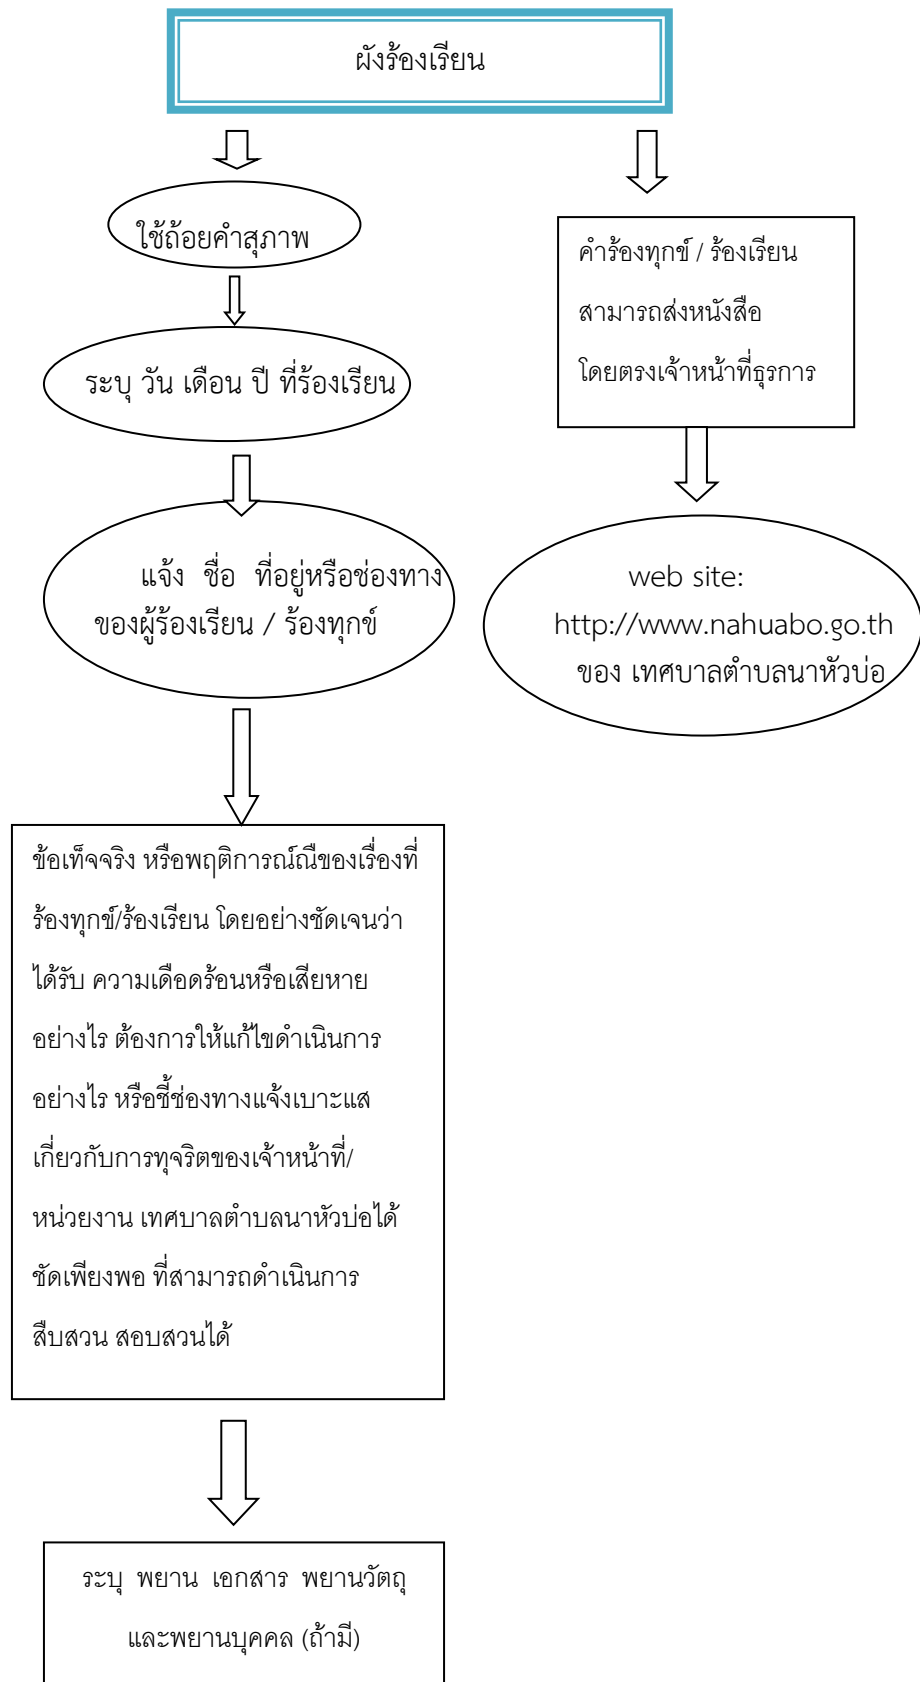 ผังร้องเรียน
ใช้ถ้อยคำสุภาพ
ระบุ วัน เดือน ปี ที่ร้องเรียน
แจ้ง ชื่อ ที่อยู่หรือช่องทาง
ของผู้ร้องเรียน / ร้องทุกข์
ข้อเท็จจริง หรือพฤติการณ์ณืของเรื่องที่
ร้องทุกข์/ร้องเรียน โดยอย่างชัดเจนว่า
ได้รับ ความเดือดร้อนหรือเสียหาย
อย่างไร ต้องการให้แก้ไขดำเนินการ
อย่างไร หรือชี้ช่องทางแจ้งเบาะแส
เกี่ยวกับการทุจริตของเจ้าหน้าที่/
หน่วยงาน เทศบาลตำบลนาหัวบ่อได้
ชัดเพียงพอ ที่สามารถดำเนินการ
สืบสวน สอบสวนได้
ระบุ พยาน เอกสาร พยานวัตถุ
และพยานบุคคล (ถ้ามี)
คำร้องทุกข์ / ร้องเรียน
สามารถส่งหนังสือ
โดยตรงเจ้าหน้าที่ธุรการ
web site:
http://www.nahuabo.go.th
ของ เทศบาลตำบลนาหัวบ่อ